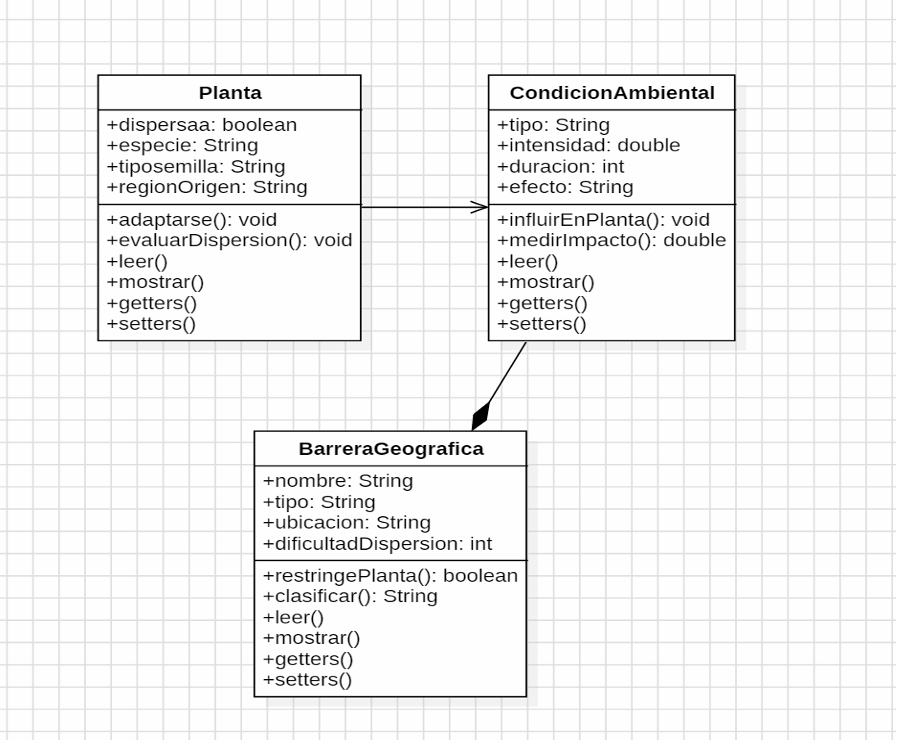 Planta
+dispersaa: boolean
+especie: String
+tiposemilla: String
+regionOrigen: String
+adaptarse(): void
+evaluarDispersion(): void
+leer()
+mostrar()
+getters()
+setters()
CondicionAmbiental
+tipo: String
+intensidad: double
+duracion: int
+efecto: String
+influirEnPlanta(): void
+medirImpacto(): double
+leer()
+mostrar()
+getters()
+setters()
BarreraGeografica
+nombre: String
+tipo: String
+ubicacion: String
+dificultadDispersion: int
+restringePlanta(): boolean
+clasificar(): String
+leer()
+mostrar()
+getters()
+setters()